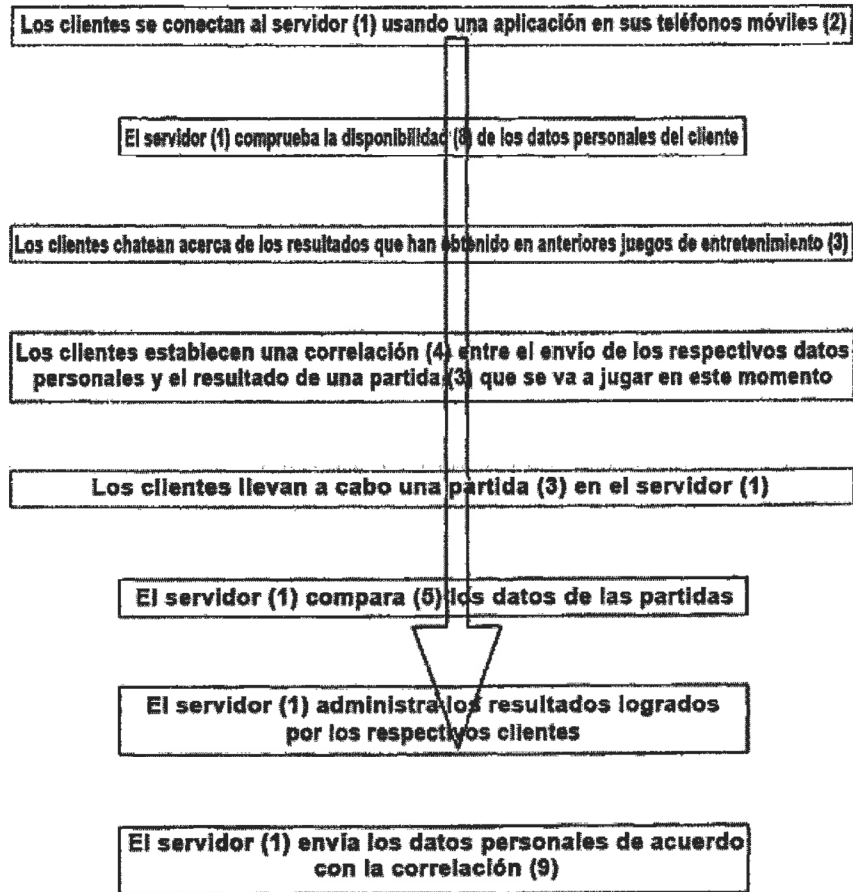 Los clientes se conectan al servidor (1) usando una aplicación en sus teléfonos móviles (2)
El servidor (1) comprueba la disponibilidad (8) de los datos personales del cliente
Los clientes chatean acerca de los resultados que han obtenido en anteriores juegos de entretenimiento (3)
Los clientes establecen una correlación (4) entre el envío de los respectivos datos
personales y el resultado de una partida (3) que se va a jugar en este momento
Los clientes llevan a cabo una partida (3) en el servidor (1)
El servidor (1) compara (5) los datos de las partidas
El servidor (1) administra los resultados logrados
por los respectivos clientes
El servidor (1) envía los datos personales de acuerdo
con la correlación (9)